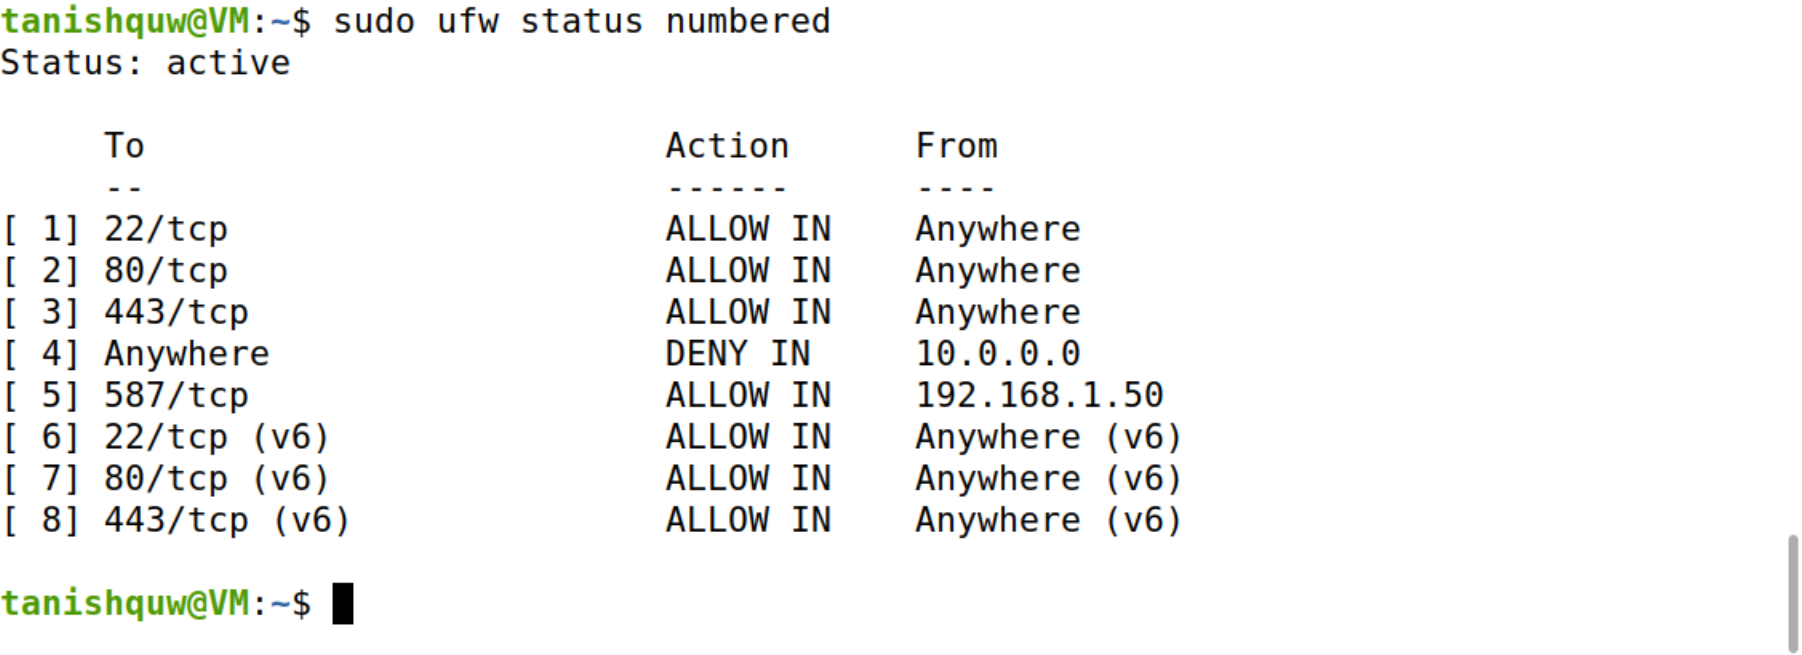 tanishquw@VM:~$ sudo ufw status numbered
Status: active
To Action From
-- ------ ----
[ 1] 22/tcp ALLOW IN Anywhere
[ 2] 80/tcp ALLOW IN Anywhere
[ 3] 443/tcp ALLOW IN Anywhere
[ 4] Anywhere DENY IN 10.0.0.0
[ 5] 587/tcp ALLOW IN 192.168.1.50
[ 6] 22/tcp (v6) ALLOW IN Anywhere (v6)
[ 7] 80/tcp (v6) ALLOW IN Anywhere (v6)
[ 8] 443/tcp (v6) ALLOW IN Anywhere (v6)
tanishquw@VM:~$